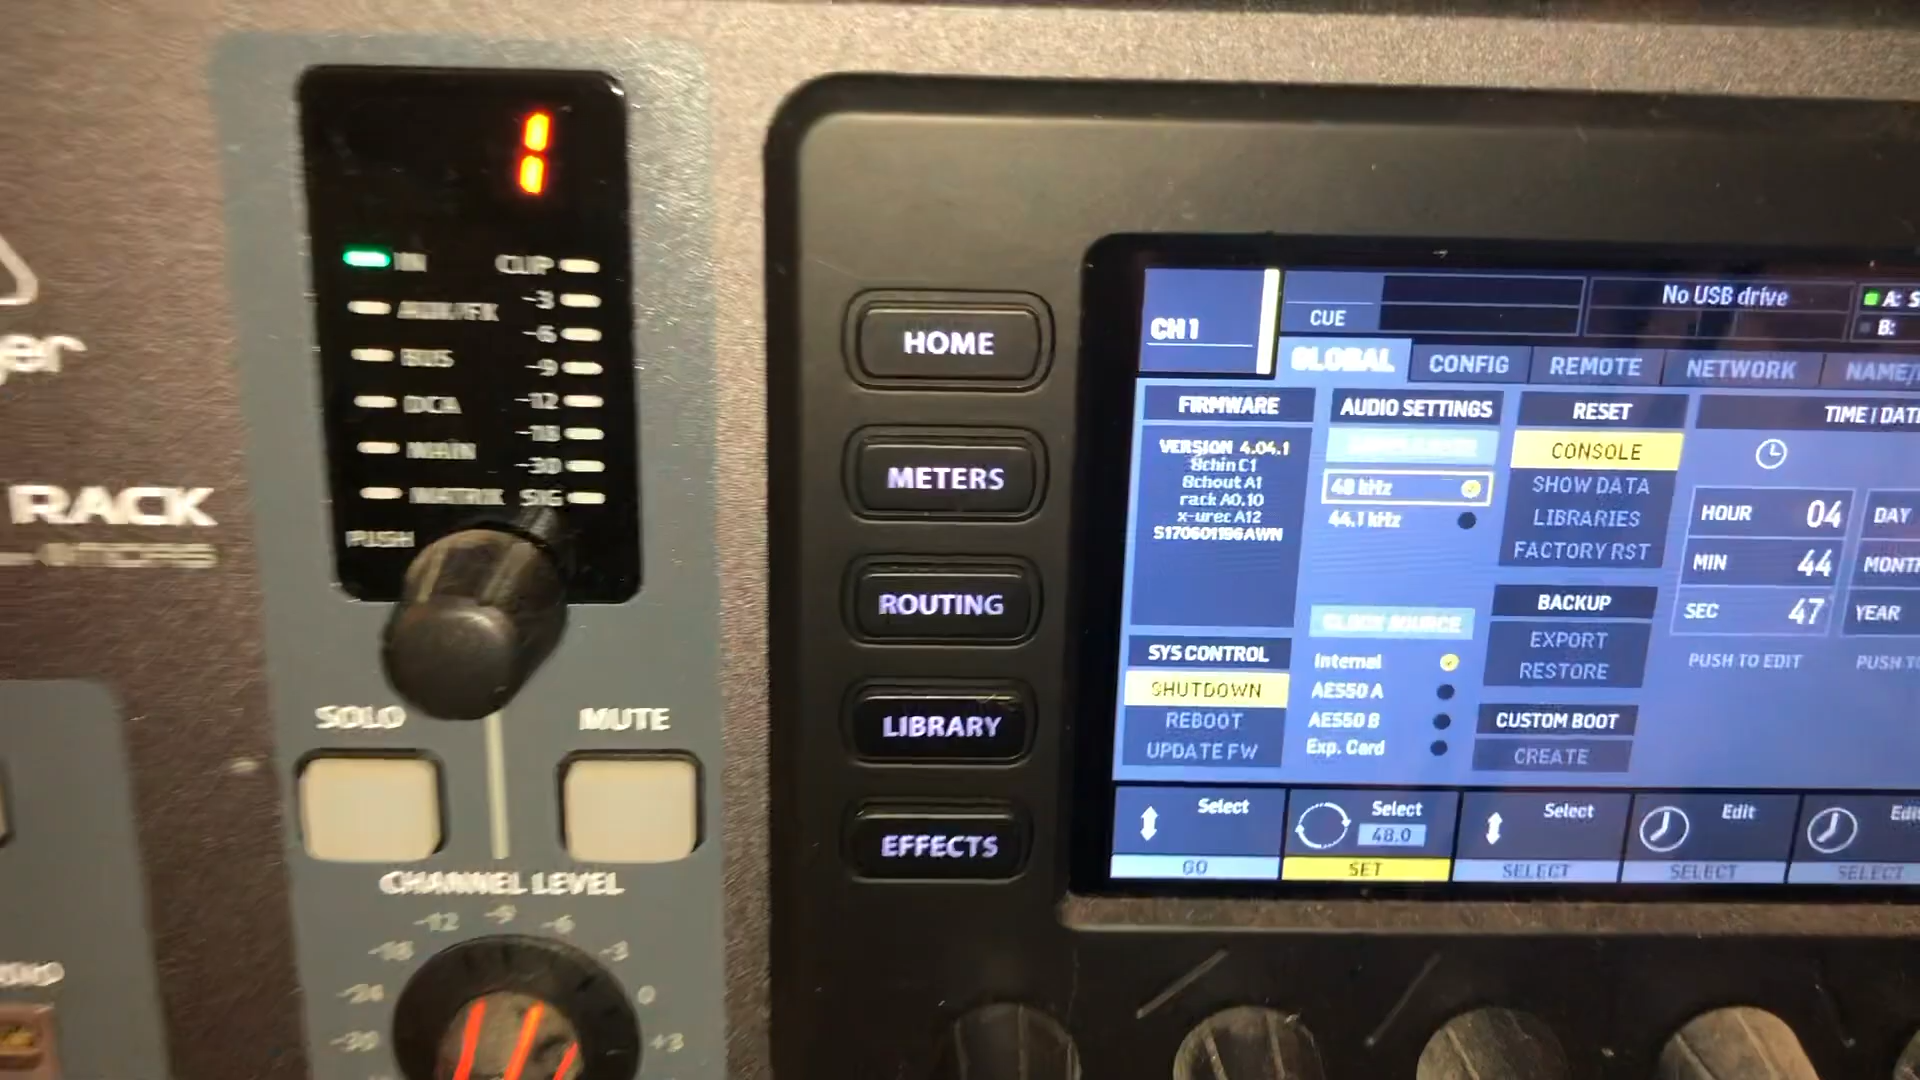 1
IN
AUX/FX
BUS
DCA
MAIN
MATRIX
CLIP
-3
-6
-9
-12
-18
-30
SIG
PUSH
RACK
MIDAS
SOLO
MUTE
CHANNEL LEVEL
-9
-12
-6
-18
-3
-24
0
-30
+3
HOME
METERS
ROUTING
LIBRARY
EFFECTS
CH 1
CUE
No USB drive
A: S
B:
GLOBAL
CONFIG
REMOTE
NETWORK
NAME/
FIRMWARE
VERSION 4.04.1
8chin C1
8chout A1
rack A0.10
x-urec A12
S170601196AWN
SYS CONTROL
SHUTDOWN
REBOOT
UPDATE FW
AUDIO SETTINGS
48 kHz
44.1 kHz
CLOCK SOURCE
Internal
AES50 A
AES50 B
Exp. Card
RESET
CONSOLE
SHOW DATA
LIBRARIES
FACTORY RST
BACKUP
EXPORT
RESTORE
CUSTOM BOOT
CREATE
TIME | DATE
HOUR 04
MIN 44
SEC 47
PUSH TO EDIT
DAY
MONTH
YEAR
PUSH TO
Select
GO
Select
48.0
SET
Select
SELECT
Edit
SELECT
Edit
SELECT